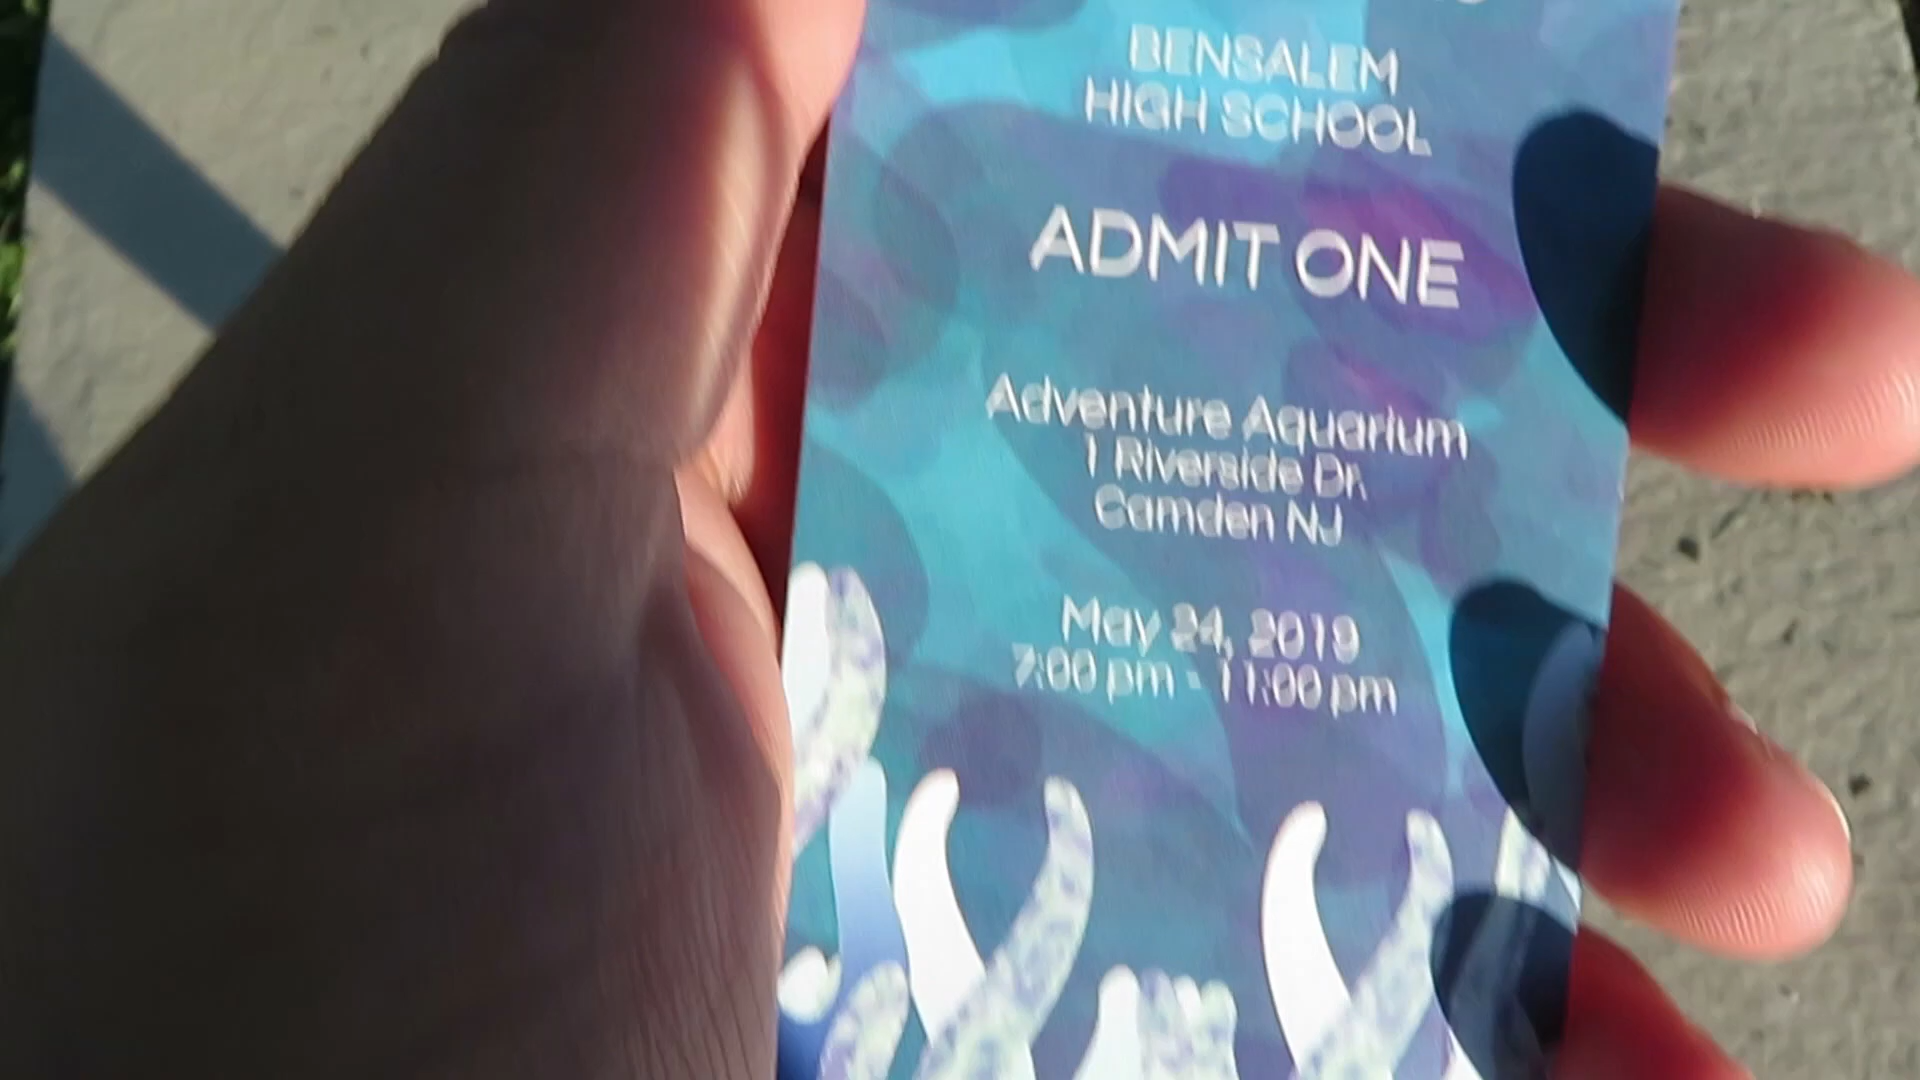 BENSALEM
HIGH SCHOOL
ADMIT ONE
Adventure Aquarium
1 Riverside Dr.
Camden NJ
May 24, 2019
7:00 pm - 11:00 pm